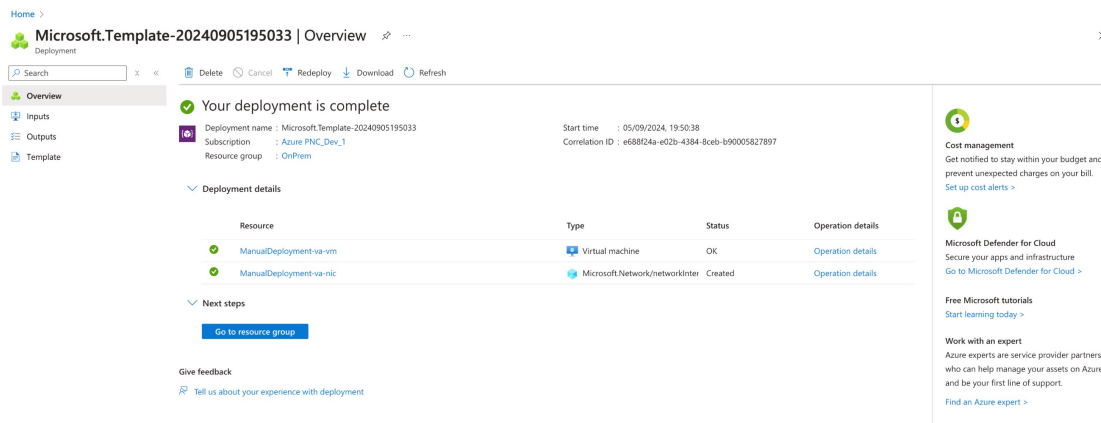 Home >
Microsoft.Template-20240905195033 | Overview
Deployment
Search
Delete Cancel Redeploy Download Refresh
Overview
Inputs
Outputs
Template
Your deployment is complete
Deployment name : Microsoft.Template-20240905195033
Subscription : Azure PNC_Dev_1
Resource group : OnPrem
Start time : 05/09/2024, 19:50:38
Correlation ID : e688f24a-e02b-4384-8ceb-b90005827897
Deployment details
Resource Type Status Operation details
ManualDeployment-va-vm Virtual machine OK Operation details
ManualDeployment-va-nic Microsoft.Network/networkInter Created Operation details
Next steps
Go to resource group
Give feedback
Tell us about your experience with deployment
Cost management
Get notified to stay within your budget and
prevent unexpected charges on your bill.
Set up cost alerts >
Microsoft Defender for Cloud
Secure your apps and infrastructure
Go to Microsoft Defender for Cloud >
Free Microsoft tutorials
Start learning today >
Work with an expert
Azure experts are service provider partners
who can help manage your assets on Azure
and be your first line of support.
Find an Azure expert >